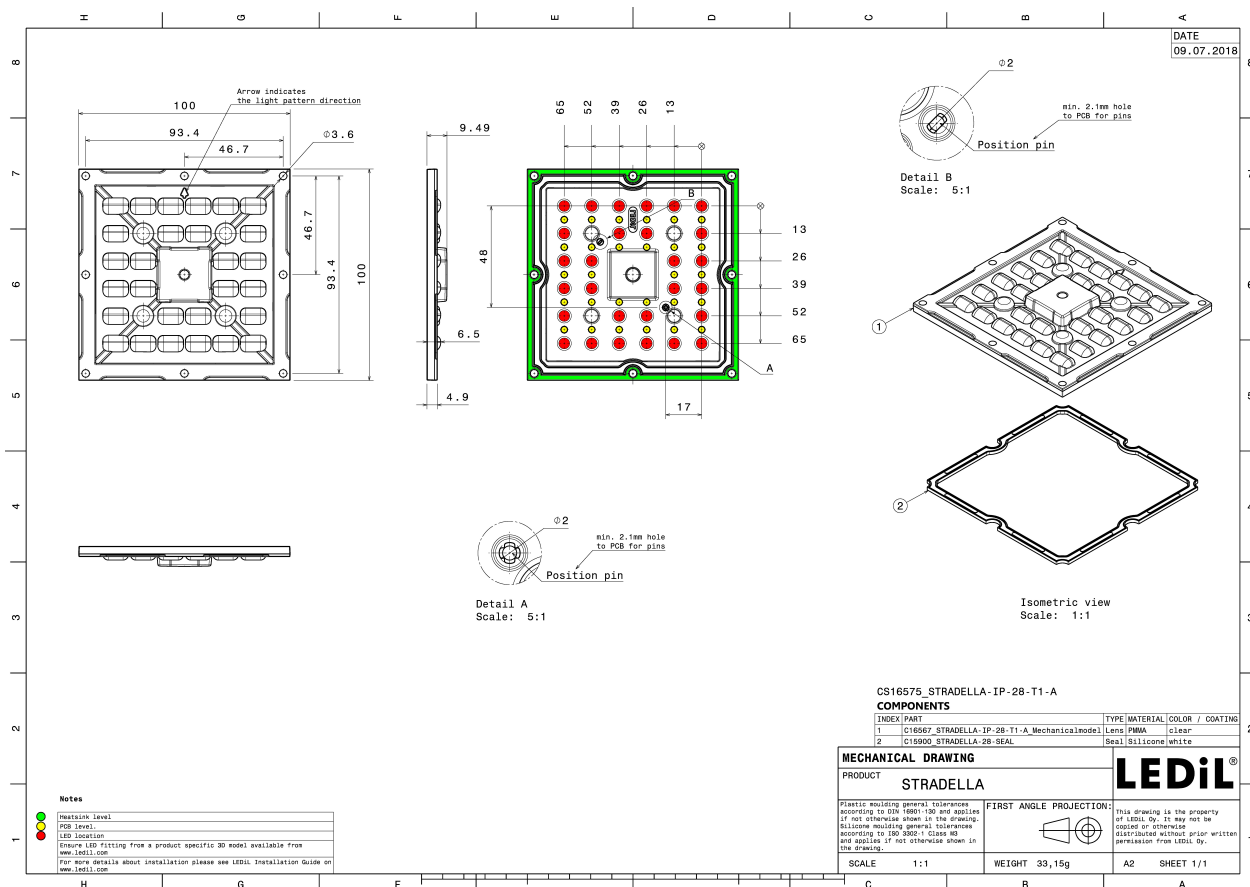 H G F E D C B A
DATE
09.07.2018
8 8
Arrow indicates
the light pattern direction
100
93.4
46.7
Φ3.6
46.7
93.4
100
9.49
6.5
4.9
65 52 39 26 13
B
LEDiL
48
13
26
39
52
65
A
17
Φ2
min. 2.1mm hole
to PCB for pins
Position pin
Detail B
Scale: 5:1
7 7
6 6
1
5 5
2
4 4
Φ2
min. 2.1mm hole
to PCB for pins
Position pin
Detail A
Scale: 5:1
Isometric view
Scale: 1:1
3 3
CS16575_STRADELLA-IP-28-T1-A
COMPONENTS
INDEX PART TYPE MATERIAL COLOR / COATING
1 C16567_STRADELLA-IP-28-T1-A_Mechanicalmodel Lens PMMA clear
2 C15900_STRADELLA-28-SEAL Seal Silicone white
2 2
MECHANICAL DRAWING
PRODUCT
STRADELLA
LEDiL®
Plastic moulding general tolerances
according to DIN 16901-130 and applies
if not otherwise shown in the drawing.
Silicone moulding general tolerances
according to ISO 3302-1 Class M3
and applies if not otherwise shown in
the drawing.
FIRST ANGLE PROJECTION:
This drawing is the property
of LEDiL Oy. It may not be
copied or otherwise
distributed without prior written
permission from LEDiL Oy.
SCALE 1:1
WEIGHT 33,15g
A2 SHEET 1/1
Notes
Heatsink level
PCB level.
LED location
Ensure LED fitting from a product specific 3D model available from
www.ledil.com
For more details about installation please see LEDiL Installation Guide on
www.ledil.com
1 1
H G F C B A